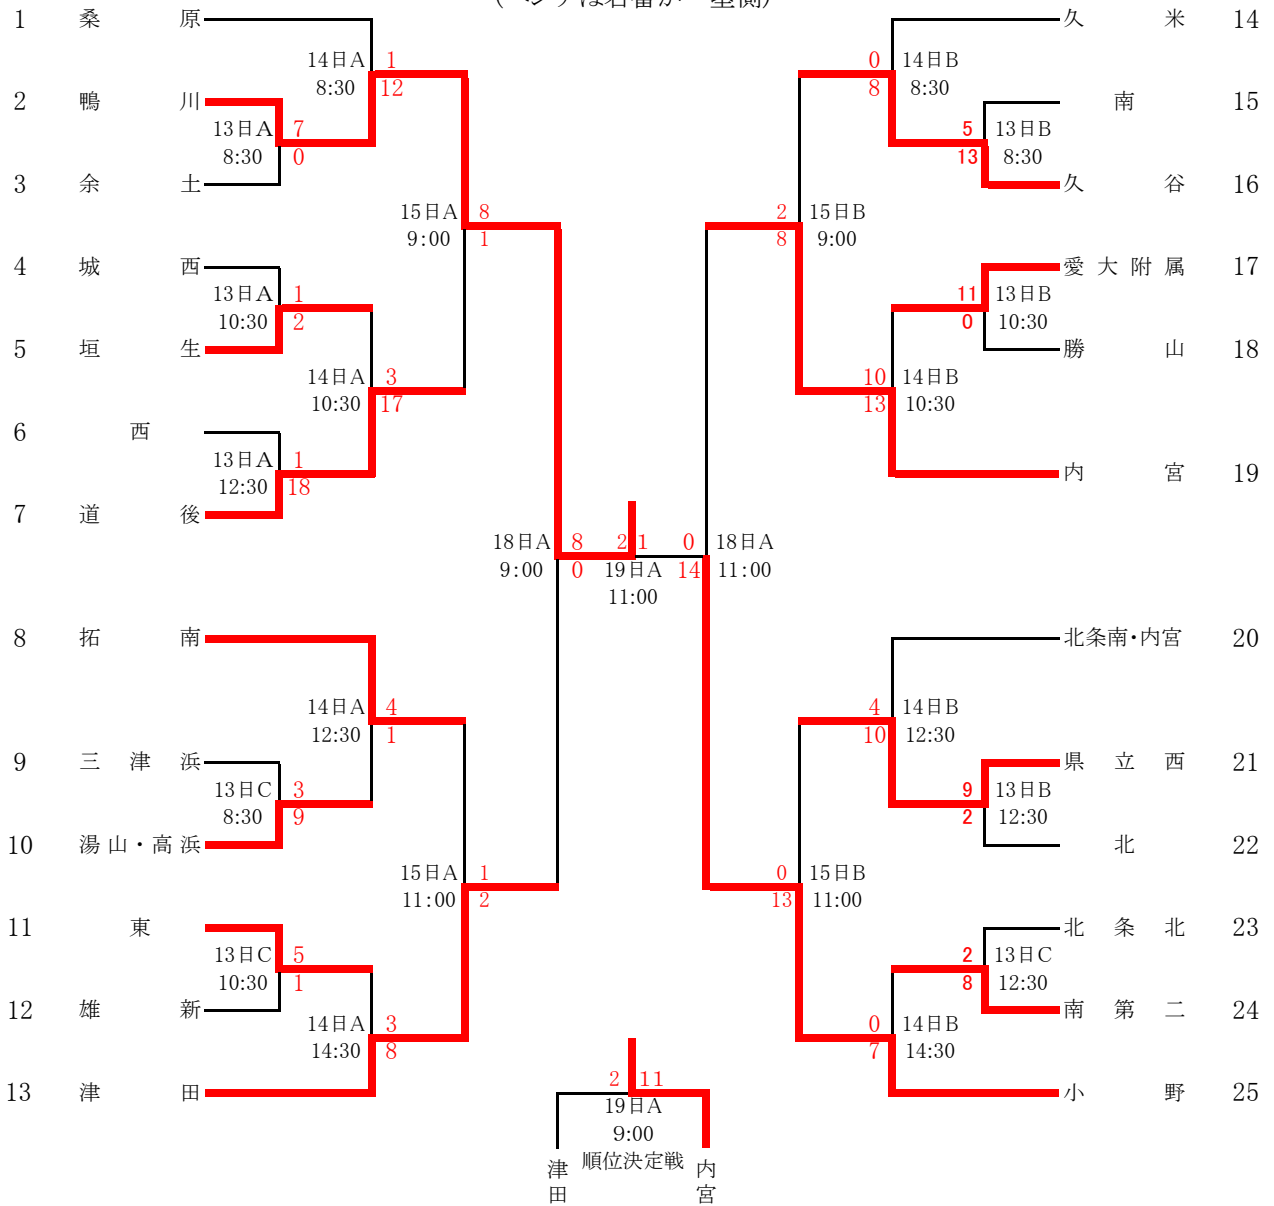 (ベンチは若番が一塁側)
1 桑原
14日A 8:30
1
12
2 鴨川
13日A 8:30
7
0
3 余土
15日A 9:00
8
1
4 城西
13日A 10:30
1
2
5 垣生
14日A 10:30
3
17
6 西
13日A 12:30
1
18
7 道後
18日A 9:00
8
0
2 1
19日A
11:00
8 拓南
14日A 12:30
4
1
9 三津浜
13日C 8:30
3
9
10 湯山・高浜
15日A 11:00
1
2
11 東
13日C 10:30
5
1
12 雄新
14日A 14:30
3
8
13 津田
久米 14
0
8
14日B 8:30
南 15
5
13
13日B 8:30
久谷 16
2
8
15日B 9:00
愛大附属 17
11
0
13日B 10:30
勝山 18
10
13
14日B 10:30
内宮 19
0
14
18日A 11:00
北条南・内宮 20
4
10
14日B 12:30
県立西 21
9
2
13日B 12:30
北 22
0
13
15日B 11:00
北条北 23
2
8
13日C 12:30
南第二 24
0
7
14日B 14:30
小野 25
2 11
19日A
9:00
順位決定戦
津田
内宮